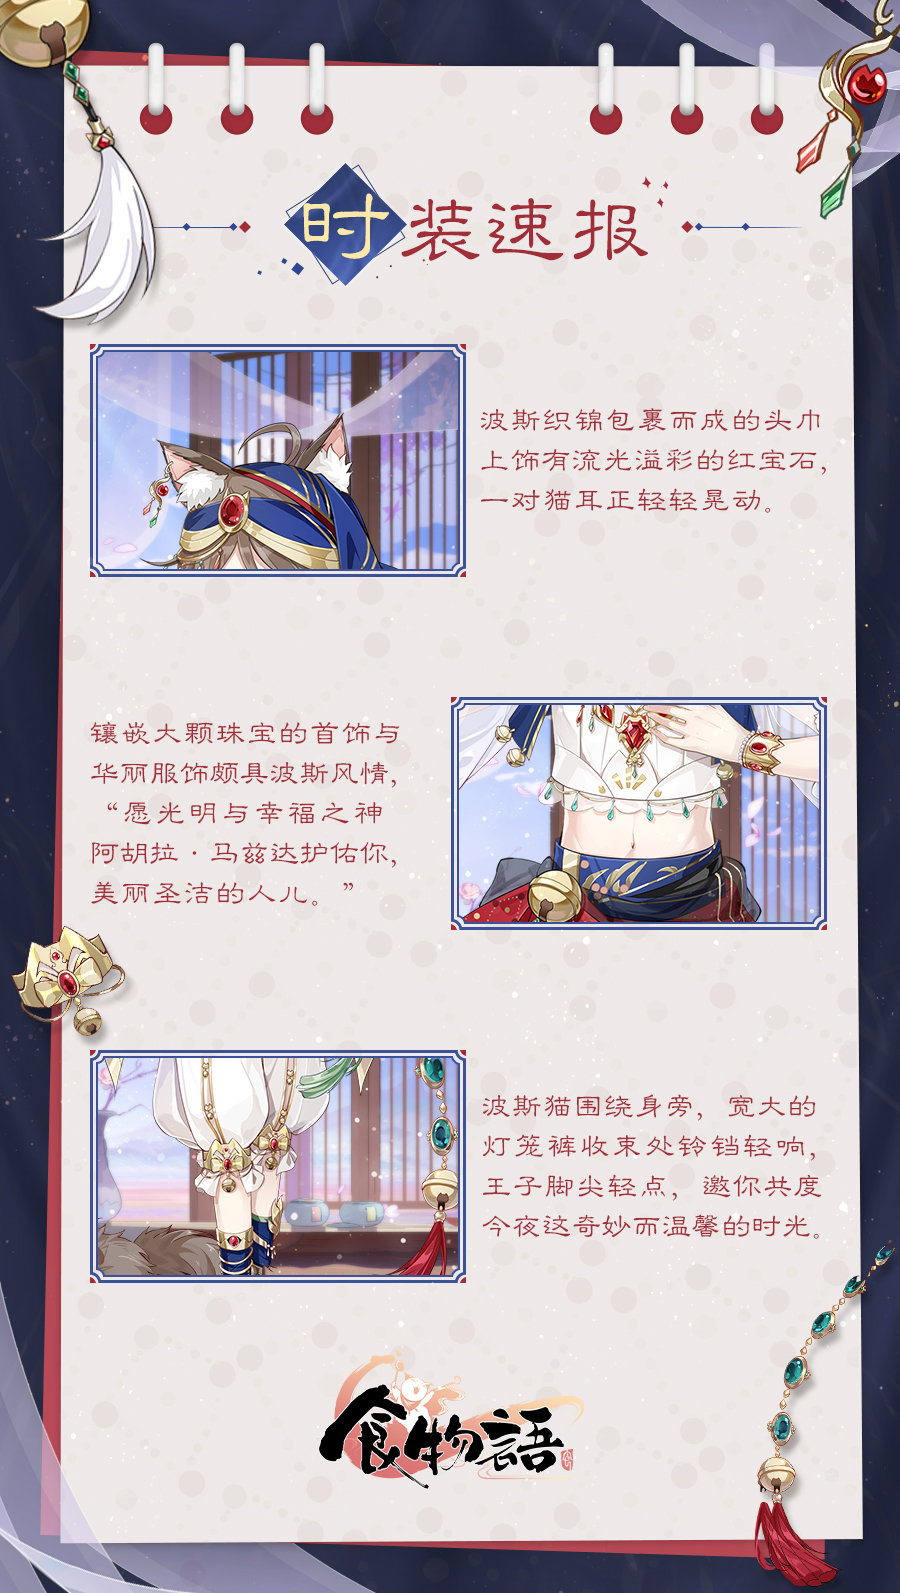 时装速报
波斯织锦包裹而成的头巾
上饰有流光溢彩的红宝石，
一对猫耳正轻轻晃动。
镶嵌大颗珠宝的首饰与
华丽服饰颇具波斯风情，
“愿光明与幸福之神
阿胡拉·马兹达护佑你，
美丽圣洁的人儿。”
波斯猫围绕身旁，宽大的
灯笼裤收束处铃铛轻响，
王子脚尖轻点，邀你共度
今夜这奇妙而温馨的时光。
食物語